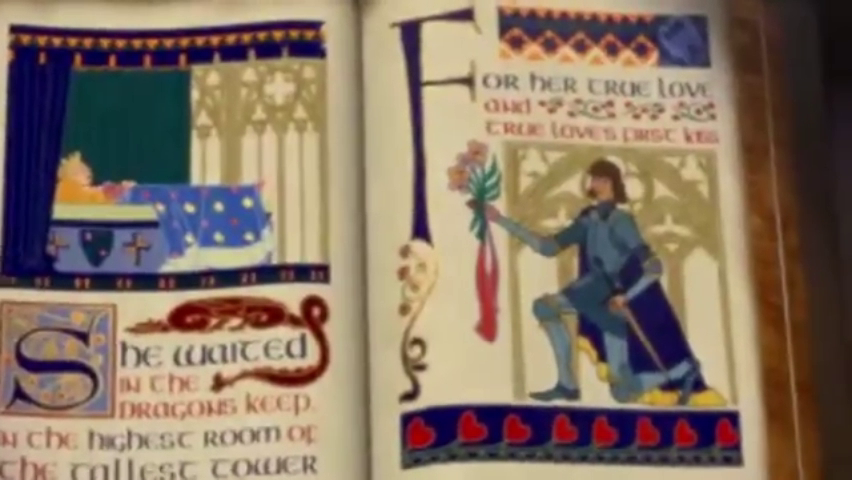 She waited
in the
dragons keep.
in the highest room of
the tallest tower
For her true love
and
true love's first kiss